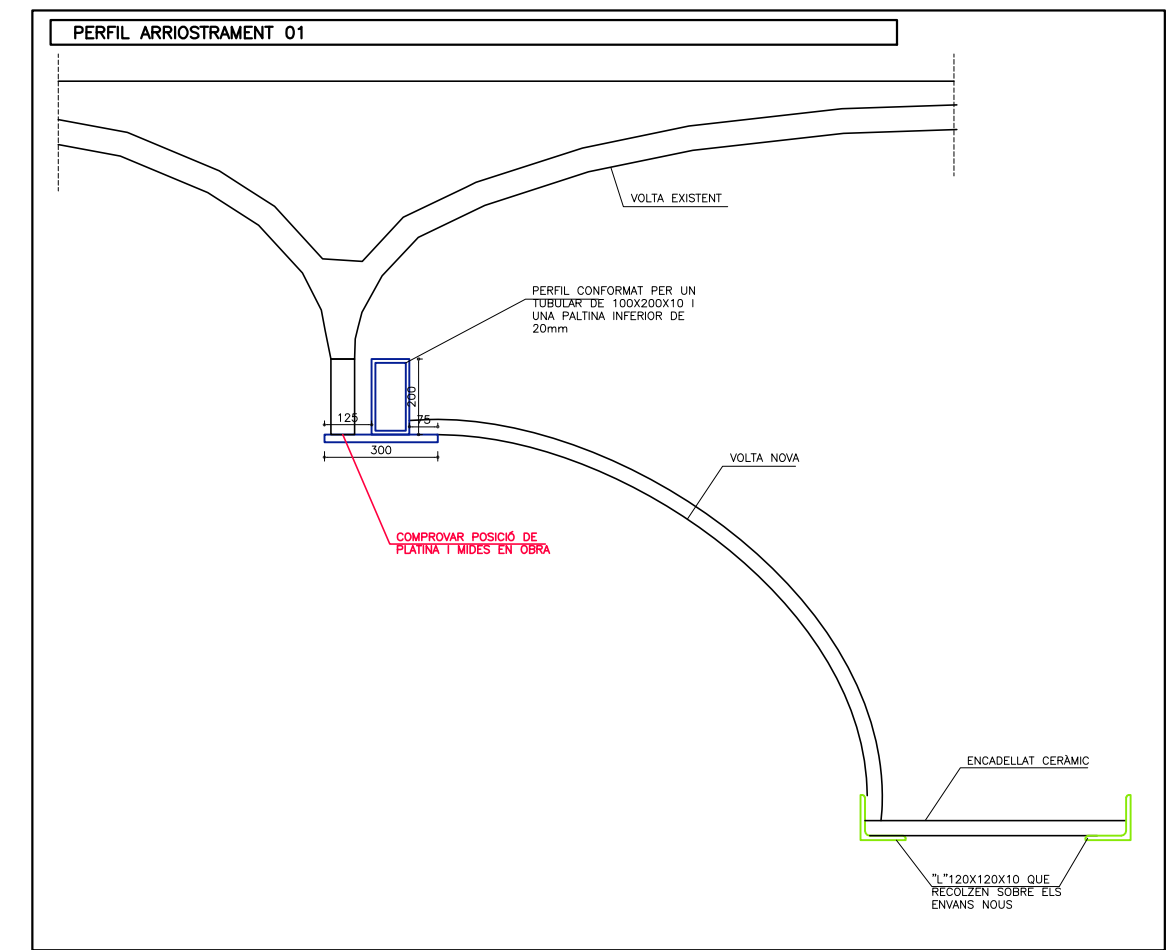 PERFIL ARRIOSTRAMENT 01
VOLTA EXISTENT
PERFIL CONFORMAT PER UN
TUBULAR DE 100X200X10 I
UNA PALTINA INFERIOR DE
20mm
200
125
75
300
VOLTA NOVA
COMPROVAR POSICIÓ DE
PLATINA I MIDES EN OBRA
ENCADELLAT CERÀMIC
"L"120X120X10 QUE
RECOLZEN SOBRE ELS
ENVANS NOUS